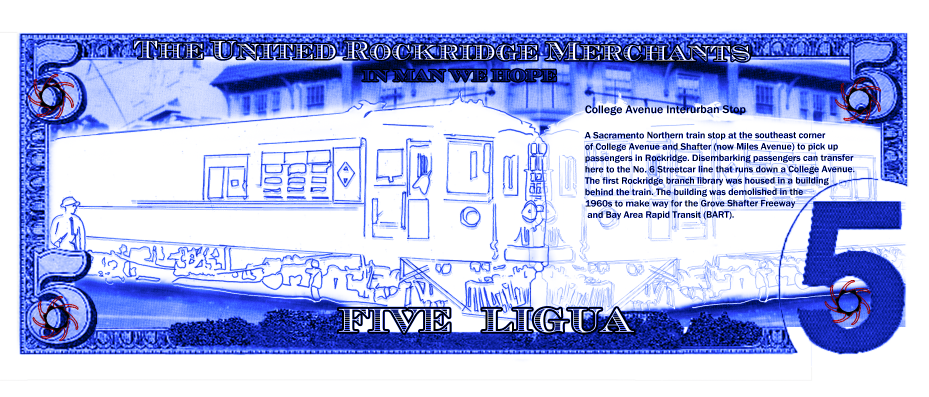 5 THE UNITED ROCKRIDGE MERCHANTS 5
IN MAN WE HOPE
College Avenue Interurban Stop
A Sacramento Northern train stop at the southeast corner
of College Avenue and Shafter (now Miles Avenue) to pick up
passengers in Rockridge. Disembarking passengers can transfer
here to the No. 6 Streetcar line that runs down a College Avenue.
The first Rockridge branch library was housed in a building
behind the train. The building was demolisthed in the
1960s to make way for the Grove Shafter Freeway
and Bay Area Rapid Transit (BART).
5 FIVE LIGUA 5